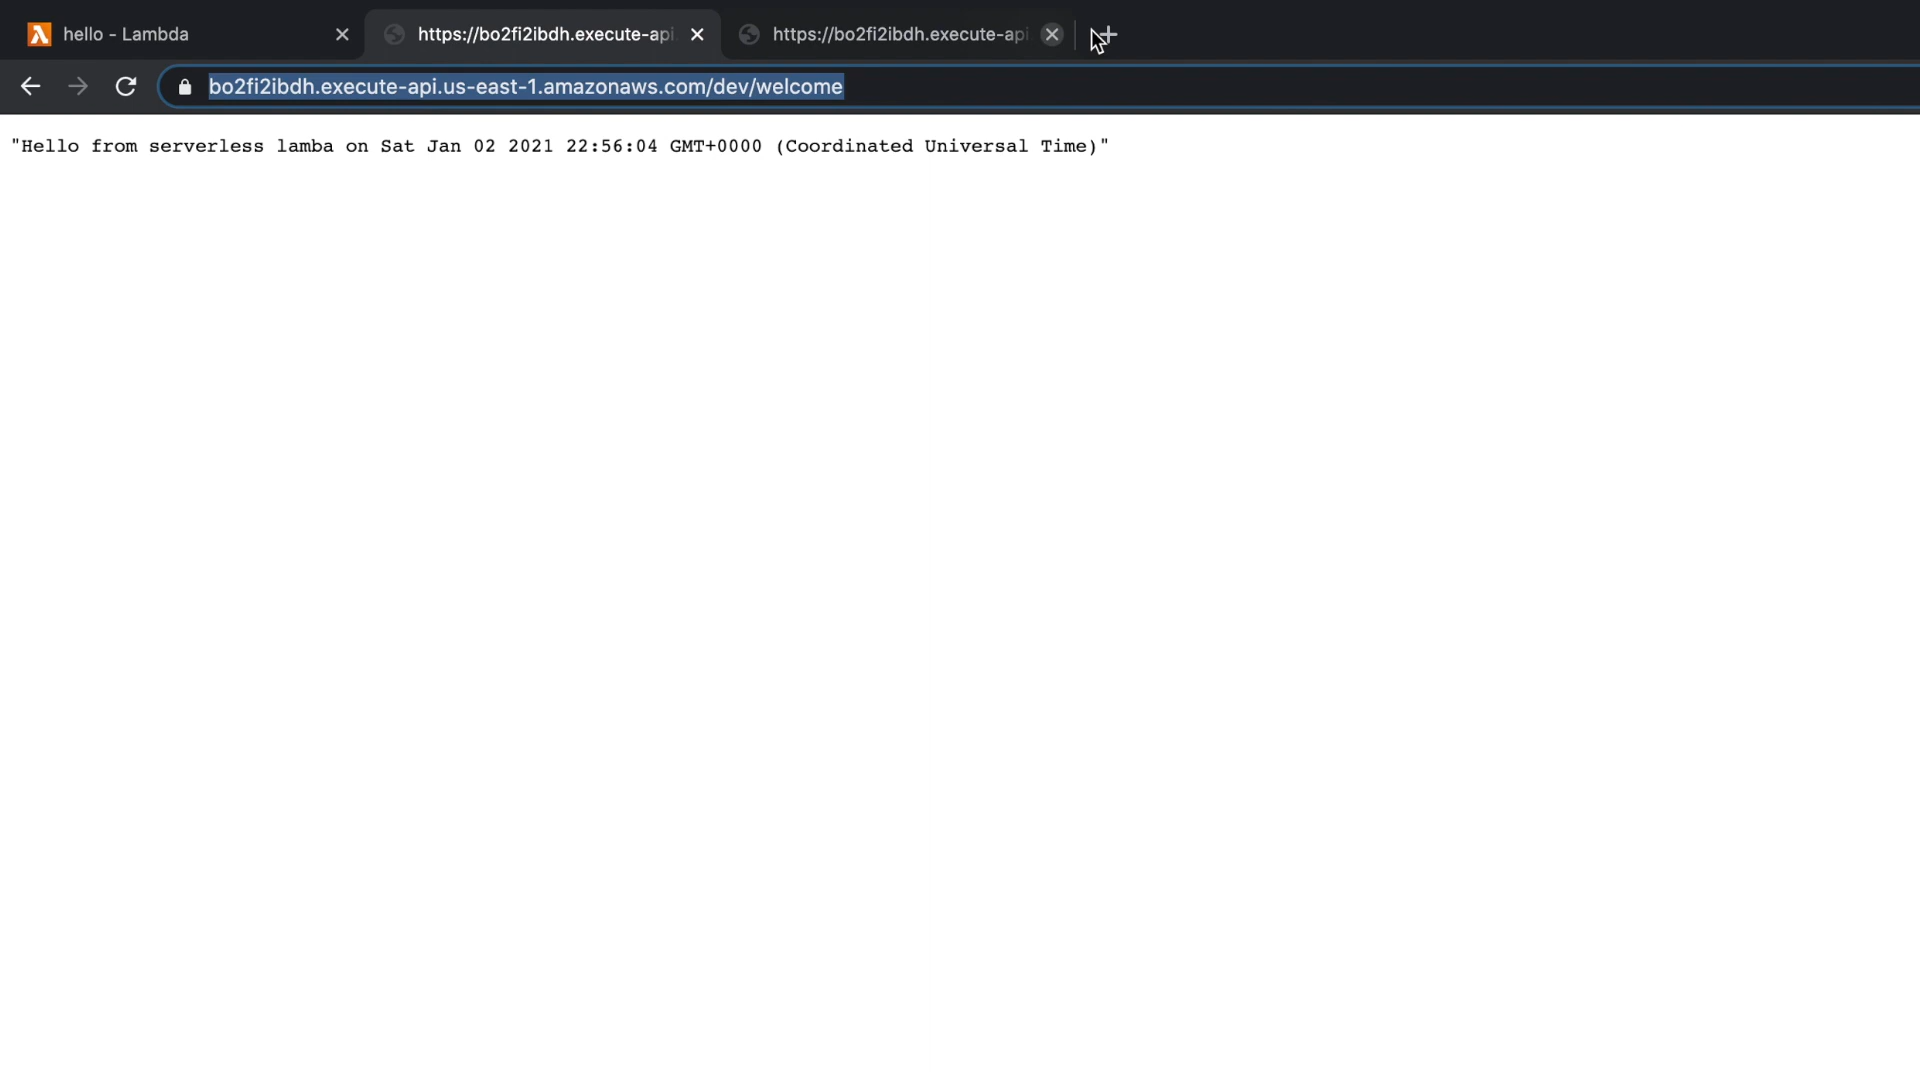 hello - Lambda
https://bo2fi2ibdh.execute-api
https://bo2fi2ibdh.execute-api
bo2fi2ibdh.execute-api.us-east-1.amazonaws.com/dev/welcome
"Hello from serverless lamba on Sat Jan 02 2021 22:56:04 GMT+0000 (Coordinated Universal Time)"